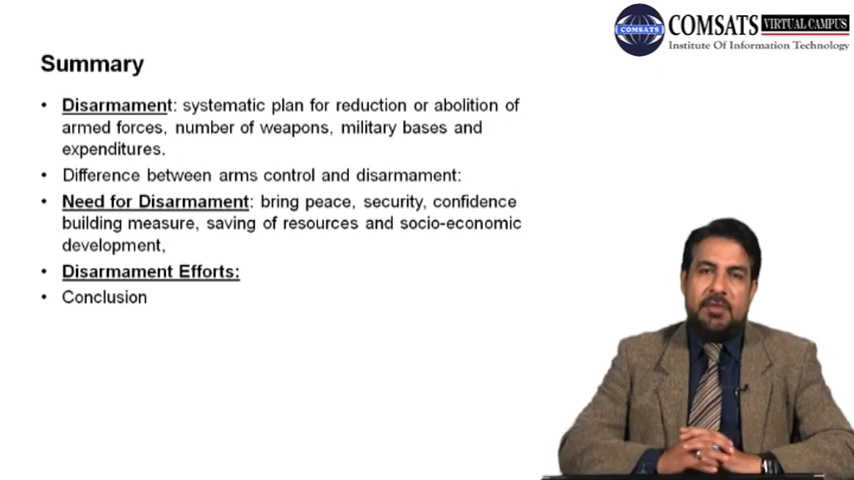 COMSATS
COMSATS VIRTUAL CAMPUS
Institute Of Information Technology
Summary
• Disarmament: systematic plan for reduction or abolition of
armed forces, number of weapons, military bases and
expenditures.
• Difference between arms control and disarmament:
• Need for Disarmament: bring peace, security, confidence
building measure, saving of resources and socio-economic
development,
• Disarmament Efforts:
• Conclusion